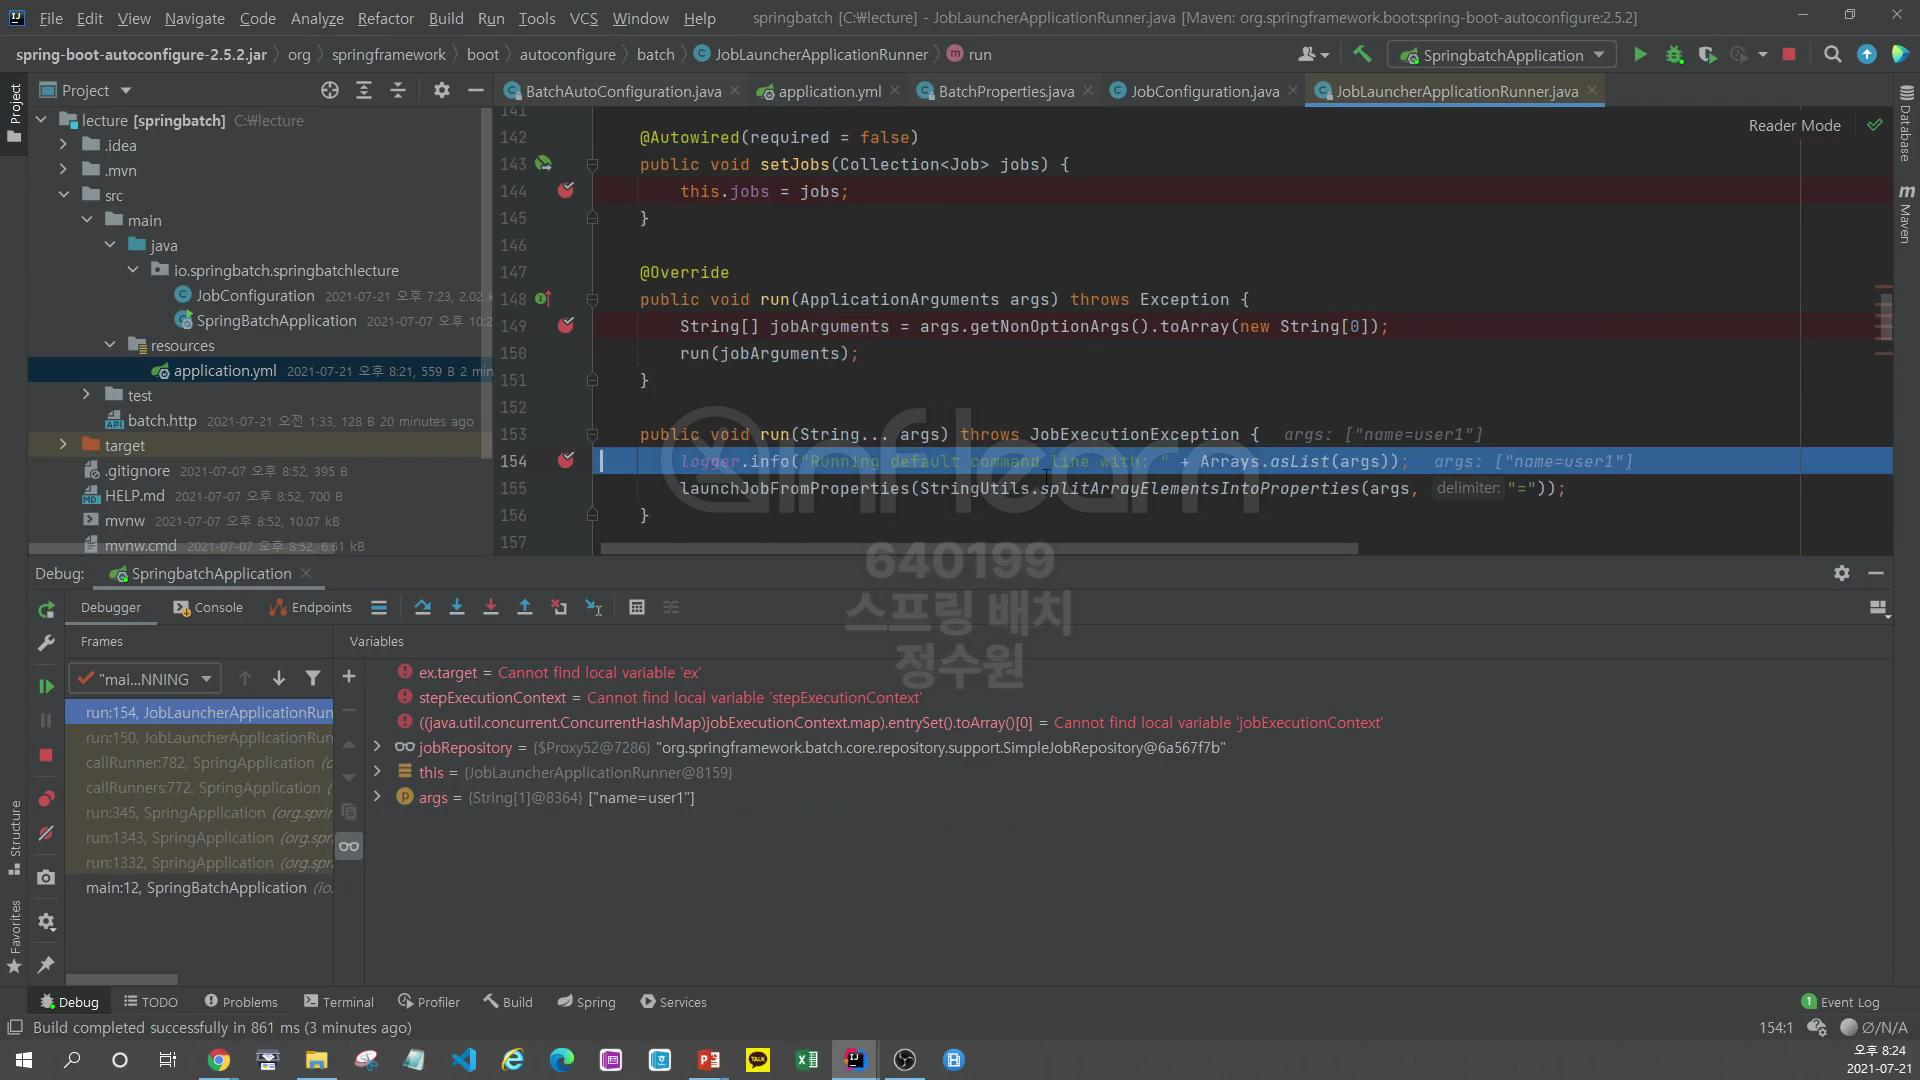 File Edit View Navigate Code Analyze Refactor Build Run Tools VCS Window Help springbatch [C:₩lecture] - JobLauncherApplicationRunner.java [Maven: org.springframework.boot:spring-boot-autoconfigure:2.5.2]
spring-boot-autoconfigure-2.5.2.jar org springframework boot autoconfigure batch JobLauncherApplicationRunner run SpringbatchApplication
Project BatchAutoConfiguration.java application.yml BatchProperties.java JobConfiguration.java JobLauncherApplicationRunner.java
Project
Database
Maven
Structure
Favorites
lecture [springbatch] C:₩lecture
.idea
.mvn
src
main
java
io.springbatch.springbatchlecture
JobConfiguration 2021-07-21 오후 7:23, 2.02 k
SpringBatchApplication 2021-07-07 오후 10:2
resources
application.yml 2021-07-21 오후 8:21, 559 B 2 min
test
batch.http 2021-07-21 오전 1:33, 128 B 20 minutes ago
target
.gitignore 2021-07-07 오후 8:52, 395 B
HELP.md 2021-07-07 오후 8:52, 700 B
mvnw 2021-07-07 오후 8:52, 10.07 kB
mvnw.cmd 2021-07-07 오후 8:52, 6.61 kB
Reader Mode
141
142 @Autowired(required = false)
143 public void setJobs(Collection<Job> jobs) {
144 this.jobs = jobs;
145 }
146
147 @Override
148 public void run(ApplicationArguments args) throws Exception {
149 String[] jobArguments = args.getNonOptionArgs().toArray(new String[0]);
150 run(jobArguments);
151 }
152
153 public void run(String... args) throws JobExecutionException { args: ["name=user1"]
154 logger.info("Running default command line with: " + Arrays.asList(args)); args: ["name=user1"]
155 launchJobFromProperties(StringUtils.splitArrayElementsIntoProperties(args, delimiter: "="));
156 }
157
inflearn
640199
스프링 배치
정수원
Debug: SpringbatchApplication
Debugger Console Endpoints
Frames Variables
"mai...NNING
run:154, JobLauncherApplicationRun
run:150, JobLauncherApplicationRun
callRunner:782, SpringApplication (o
callRunners:772, SpringApplication (
run:345, SpringApplication (org.spri
run:1343, SpringApplication (org.spr
run:1332, SpringApplication (org.spr
main:12, SpringBatchApplication (io.
ex.target = Cannot find local variable 'ex'
stepExecutionContext = Cannot find local variable 'stepExecutionContext'
((java.util.concurrent.ConcurrentHashMap)jobExecutionContext.map).entrySet().toArray()[0] = Cannot find local variable 'jobExecutionContext'
jobRepository = {$Proxy52@7286} "org.springframework.batch.core.repository.support.SimpleJobRepository@6a567f7b"
this = {JobLauncherApplicationRunner@8159}
args = {String[1]@8364} ["name=user1"]
Debug TODO Problems Terminal Profiler Build Spring Services 1 Event Log
Build completed successfully in 861 ms (3 minutes ago) 154:1 Ø/N/A
오후 8:24
2021-07-21